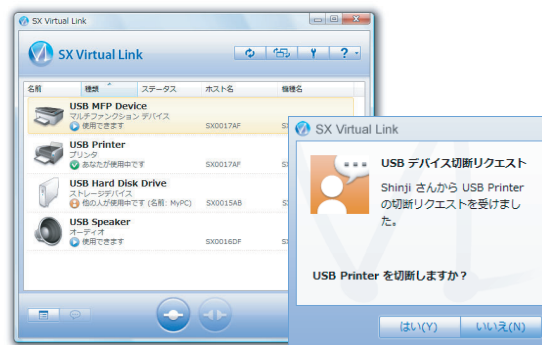 SX Virtual Link
SX Virtual Link
?
名前 種類 ステータス ホスト名 機種名
USB MFP Device
マルチファンクション デバイス
使用できます SX0017AF
USB Printer
プリンタ
あなたが使用中です SX0017AF
USB Hard Disk Drive
ストレージデバイス
他の人が使用中です (名前: MyPC) SX0015AB
USB Speaker
オーディオ
使用できます SX0016DF
SX Virtual Link
USB デバイス切断リクエスト
Shinji さんから USB Printer
の切断リクエストを受けまし
た。
USB Printer を切断しますか？
はい(Y) いいえ(N)